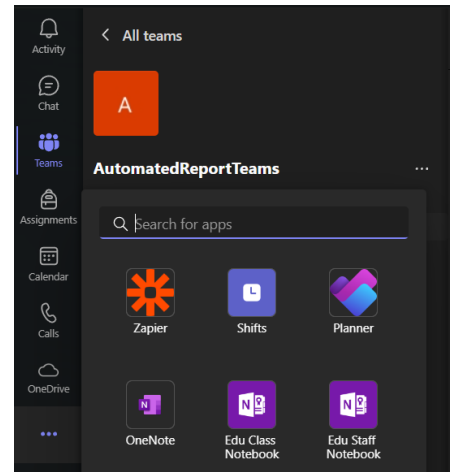 Activity
Chat
Teams
Assignments
Calendar
Calls
OneDrive
All teams
A
AutomatedReportTeams
Search for apps
Zapier
Shifts
Planner
OneNote
Edu Class
Notebook
Edu Staff
Notebook